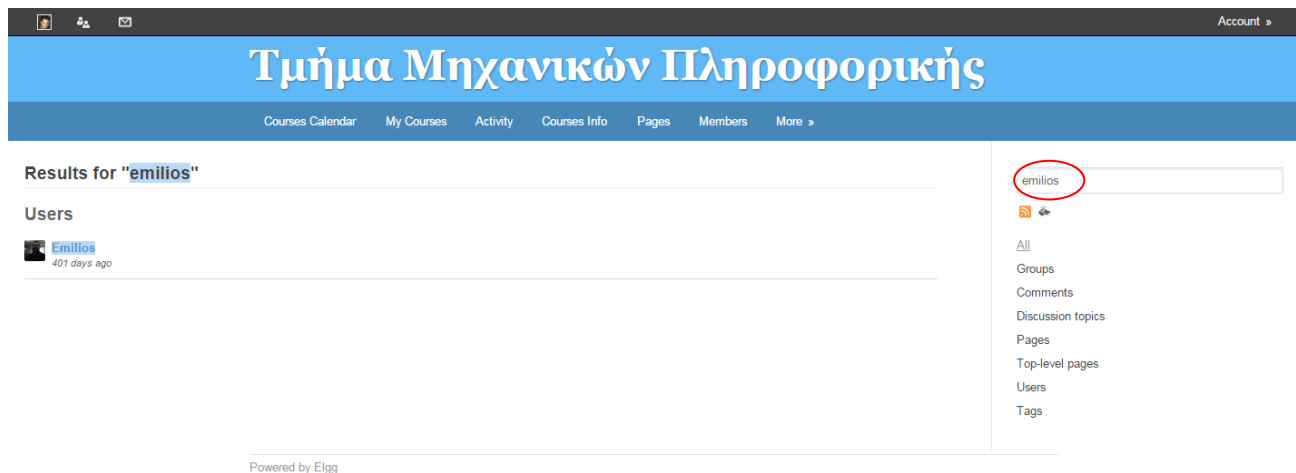 Account »
Τμήμα Μηχανικών Πληροφορικής
Courses Calendar My Courses Activity Courses Info Pages Members More »
Results for "emilios"
Users
Emilios
401 days ago
emilios
All
Groups
Comments
Discussion topics
Pages
Top-level pages
Users
Tags
Powered by Elgg